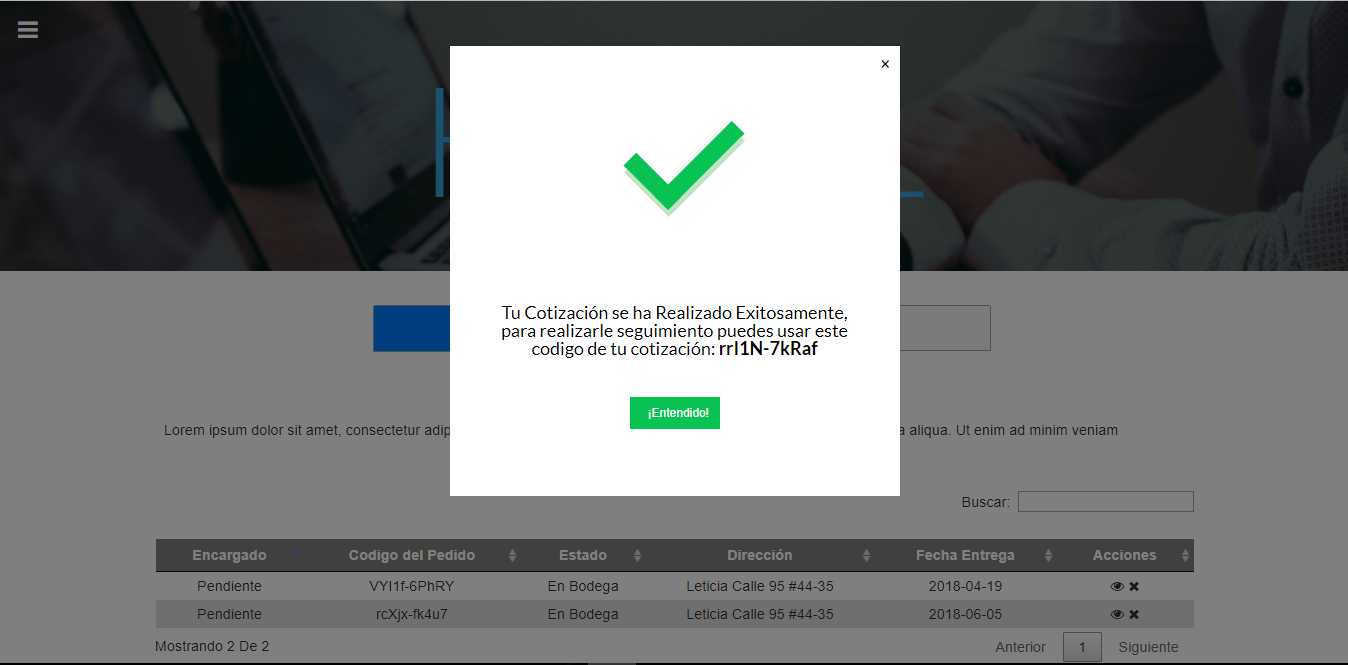 ×
Tu Cotización se ha Realizado Exitosamente,
para realizarle seguimiento puedes usar este
codigo de tu cotización: rrI1N-7kRaf
¡Entendido!
Lorem ipsum dolor sit amet, consectetur adip
a aliqua. Ut enim ad minim veniam
Buscar:
Encargado Codigo del Pedido Estado Dirección Fecha Entrega Acciones
Pendiente VYI1f-6PhRY En Bodega Leticia Calle 95 #44-35 2018-04-19
Pendiente rcXjx-fk4u7 En Bodega Leticia Calle 95 #44-35 2018-06-05
Mostrando 2 De 2
Anterior 1 Siguiente